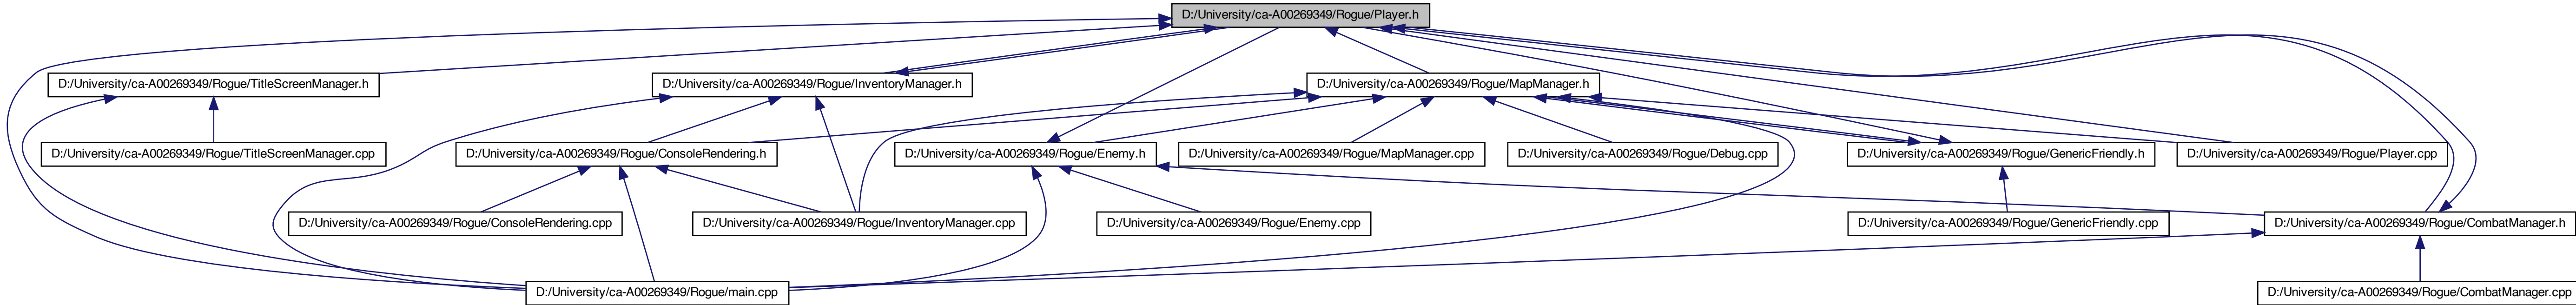 D:/University/ca-A00269349/Rogue/Player.h
D:/University/ca-A00269349/Rogue/TitleScreenManager.h
D:/University/ca-A00269349/Rogue/InventoryManager.h
D:/University/ca-A00269349/Rogue/MapManager.h
D:/University/ca-A00269349/Rogue/TitleScreenManager.cpp
D:/University/ca-A00269349/Rogue/ConsoleRendering.h
D:/University/ca-A00269349/Rogue/Enemy.h
D:/University/ca-A00269349/Rogue/MapManager.cpp
D:/University/ca-A00269349/Rogue/Debug.cpp
D:/University/ca-A00269349/Rogue/GenericFriendly.h
D:/University/ca-A00269349/Rogue/Player.cpp
D:/University/ca-A00269349/Rogue/ConsoleRendering.cpp
D:/University/ca-A00269349/Rogue/InventoryManager.cpp
D:/University/ca-A00269349/Rogue/Enemy.cpp
D:/University/ca-A00269349/Rogue/GenericFriendly.cpp
D:/University/ca-A00269349/Rogue/CombatManager.h
D:/University/ca-A00269349/Rogue/main.cpp
D:/University/ca-A00269349/Rogue/CombatManager.cpp